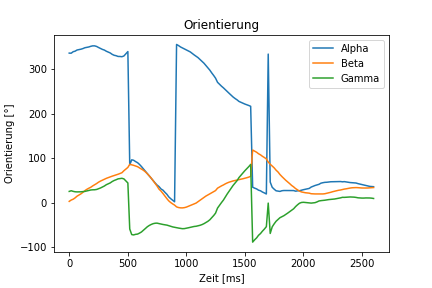 Orientierung
Alpha
Beta
Gamma
Orientierung [°]
300
200
100
0
−100
0
500
1000
1500
2000
2500
Zeit [ms]